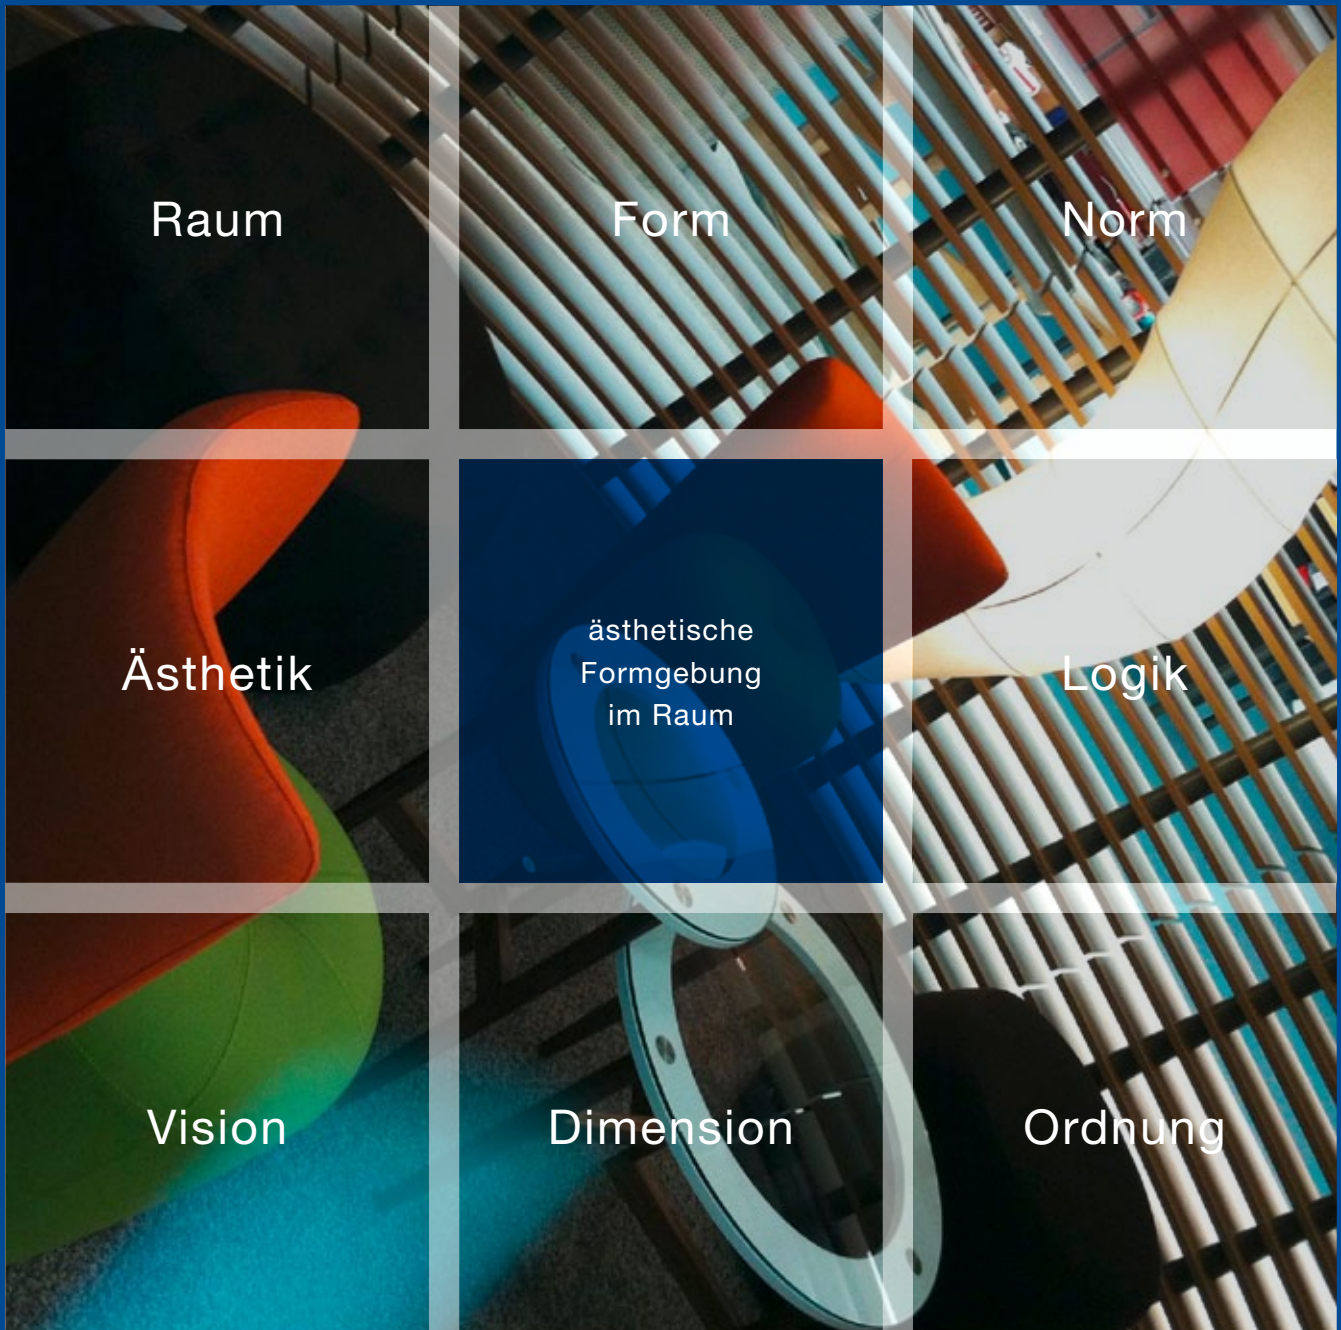 Raum
Form
Norm
Ästhetik
ästhetische
Formgebung
im Raum
Logik
Vision
Dimension
Ordnung